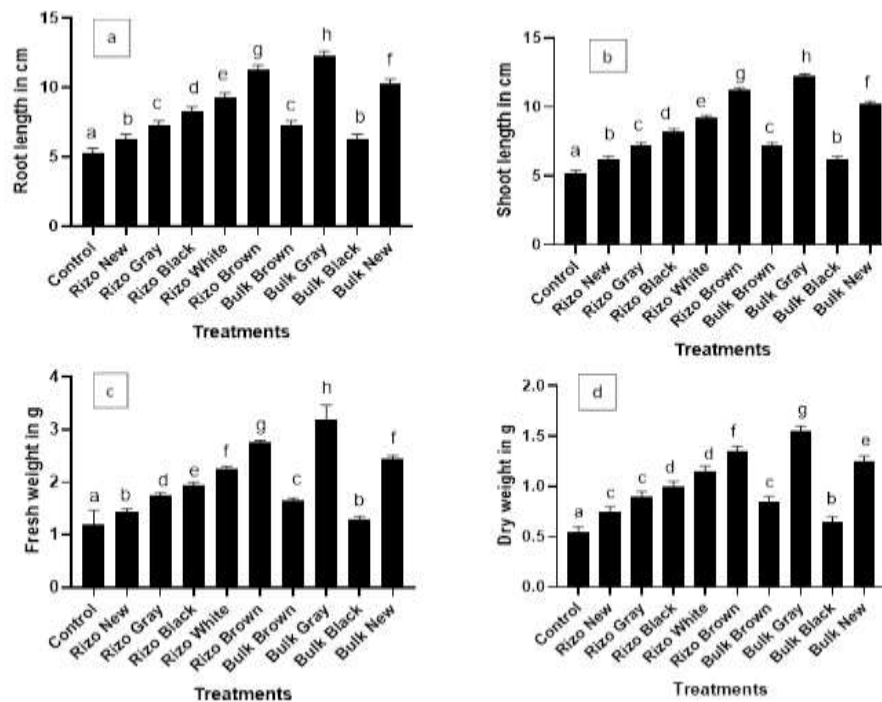 a
Root length in cm
15
10
5
0
a b c d e g c h b f
Control Rizo New Rizo Gray Rizo Black Rizo White Rizo Brown Bulk Brown Bulk Gray Bulk Black Bulk New
Treatments
b
Shoot length in cm
15
10
5
0
a b c d e g c h b f
Control Rizo New Rizo Gray Rizo Black Rizo White Rizo Brown Bulk Brown Bulk Gray Bulk Black Bulk New
Treatments
c
Fresh weight in g
4
3
2
1
0
a b d e f g c h b f
Control Rizo New Rizo Gray Rizo Black Rizo White Rizo Brown Bulk Brown Bulk Gray Bulk Black Bulk New
Treatments
d
Dry weight in g
2.0
1.5
1.0
0.5
0.0
a c c d d f c g b e
Control Rizo New Rizo Gray Rizo Black Rizo White Rizo Brown Bulk Brown Bulk Gray Bulk Black Bulk New
Treatments